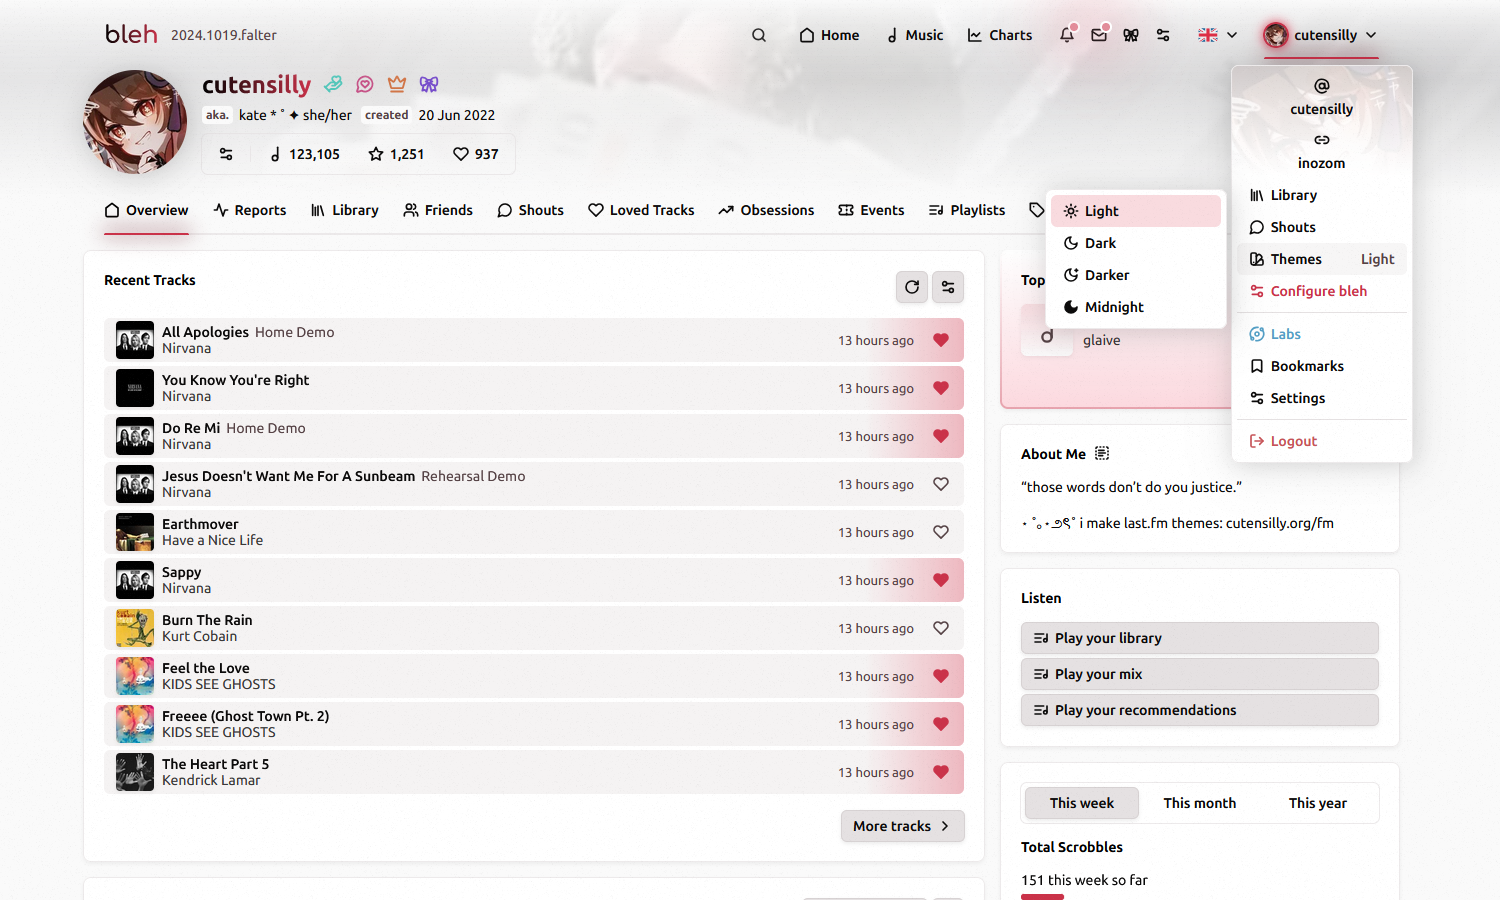 bleh 2024.1019.falter
Home Music Charts cutensilly
cutensilly
aka. kate * ˚ ✦ she/her created 20 Jun 2022
123,105 1,251 937
Overview Reports Library Friends Shouts Loved Tracks Obsessions Events Playlists
@
cutensilly
inozom
Library
Shouts
Themes Light
Configure bleh
Labs
Bookmarks
Settings
Logout
Light
Dark
Darker
Midnight
Recent Tracks
All Apologies Home Demo
Nirvana
13 hours ago
You Know You're Right
Nirvana
13 hours ago
Do Re Mi Home Demo
Nirvana
13 hours ago
Jesus Doesn't Want Me For A Sunbeam Rehearsal Demo
Nirvana
13 hours ago
Earthmover
Have a Nice Life
13 hours ago
Sappy
Nirvana
13 hours ago
Burn The Rain
Kurt Cobain
13 hours ago
Feel the Love
KIDS SEE GHOSTS
13 hours ago
Freeee (Ghost Town Pt. 2)
KIDS SEE GHOSTS
13 hours ago
The Heart Part 5
Kendrick Lamar
13 hours ago
More tracks
Top
glaive
About Me
“those words don’t do you justice.”
⋆ ˚｡⋆౨ৎ˚ i make last.fm themes: cutensilly.org/fm
Listen
Play your library
Play your mix
Play your recommendations
This week This month This year
Total Scrobbles
151 this week so far